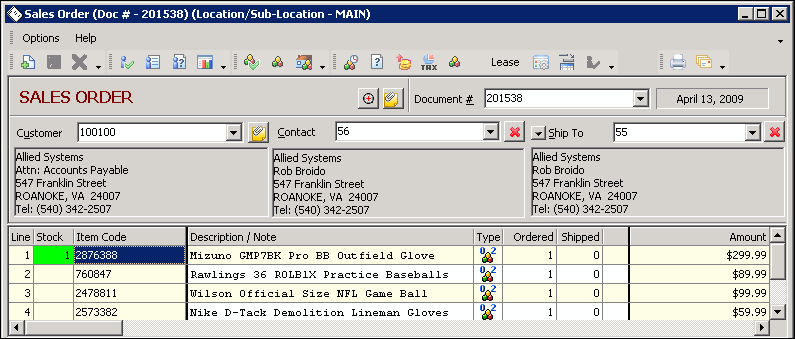 Sales Order (Doc # - 201538) (Location/Sub-Location - MAIN)
Options Help
TAX Lease
SALES ORDER Document # 201538 April 13, 2009
Customer 100100 Contact 56 Ship To 55
Allied Systems
Attn: Accounts Payable
547 Franklin Street
ROANOKE, VA 24007
Tel: (540) 342-2507
Allied Systems
Rob Broido
547 Franklin Street
ROANOKE, VA 24007
Tel: (540) 342-2507
Allied Systems
Rob Broido
547 Franklin Street
ROANOKE, VA 24007
Tel: (540) 342-2507
Line Stock Item Code Description / Note Type Ordered Shipped Amount
1 1 2876388 Mizuno GMP7BK Pro BB Outfield Glove 1 0 $299.99
2 760847 Rawlings 36 ROLB1X Practice Baseballs 1 0 $89.99
3 2478811 Wilson Official Size NFL Game Ball 1 0 $99.99
4 2573382 Nike D-Tack Demolition Lineman Gloves 1 0 $59.99